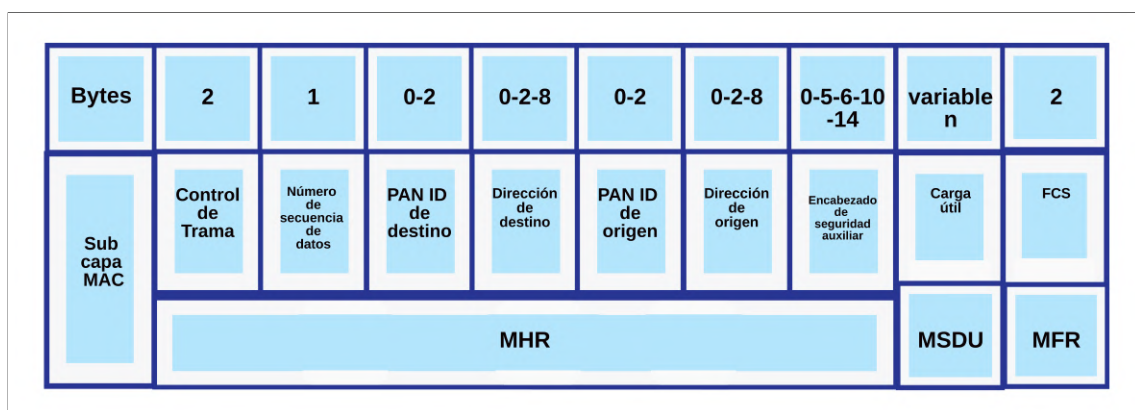 Bytes
2
1
0-2
0-2-8
0-2
0-2-8
0-5-6-10
-14
variable
n
2
Sub
capa
MAC
Control
de
Trama
Número
de
secuencia
de
datos
PAN ID
de
destino
Dirección
de
destino
PAN ID
de
origen
Dirección
de
origen
Encabezado
de
seguridad
auxiliar
Carga
útil
FCS
MHR
MSDU
MFR